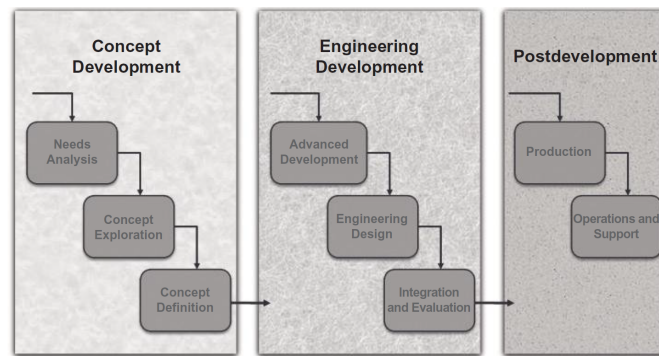 Concept
Development
Needs
Analysis
Concept
Exploration
Concept
Definition
Engineering
Development
Advanced
Development
Engineering
Design
Integration
and Evaluation
Postdevelopment
Production
Operations and
Support